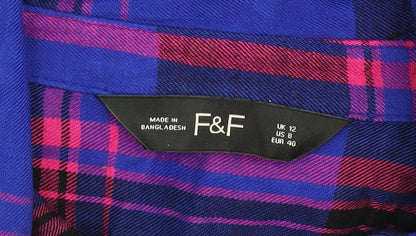 MADE IN
BANGLADESH
F&F
UK 12
US 8
EUR 40